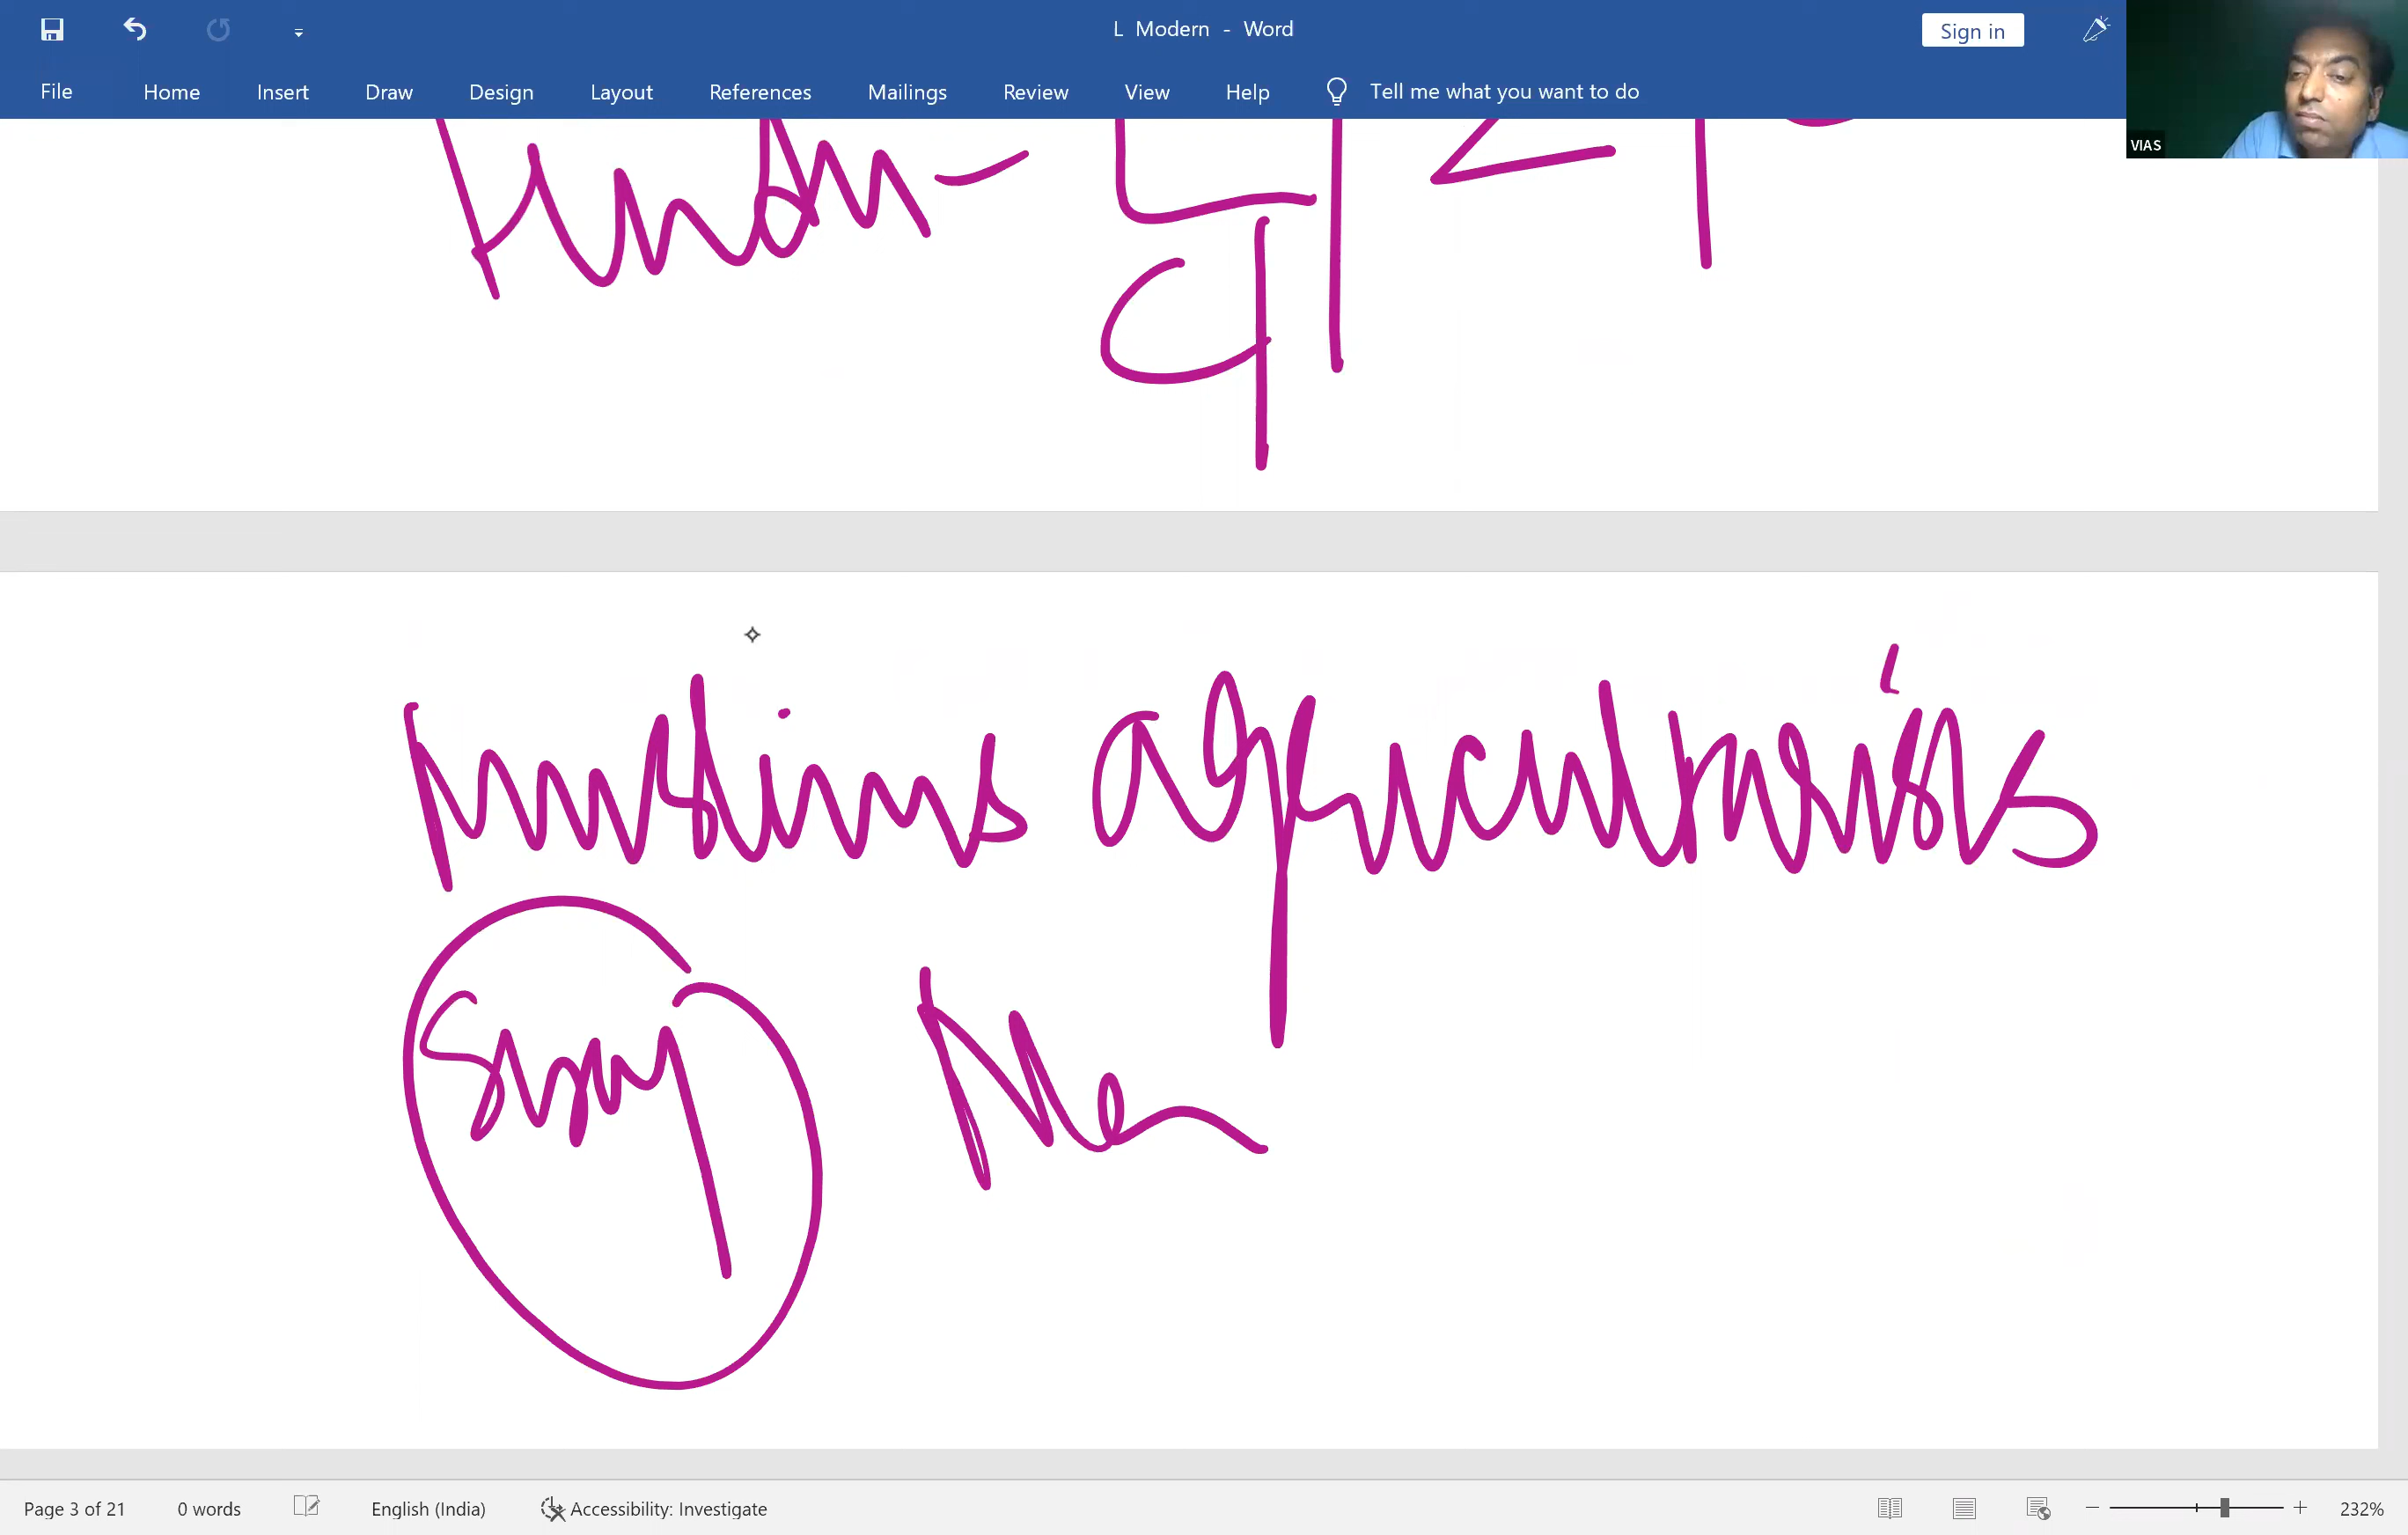 L Modern - Word
Sign in
File Home Insert Draw Design Layout References Mailings Review View Help Tell me what you want to do
VIAS
Muslims agriculturists
Page 3 of 21 0 words English (India) Accessibility: Investigate 232%